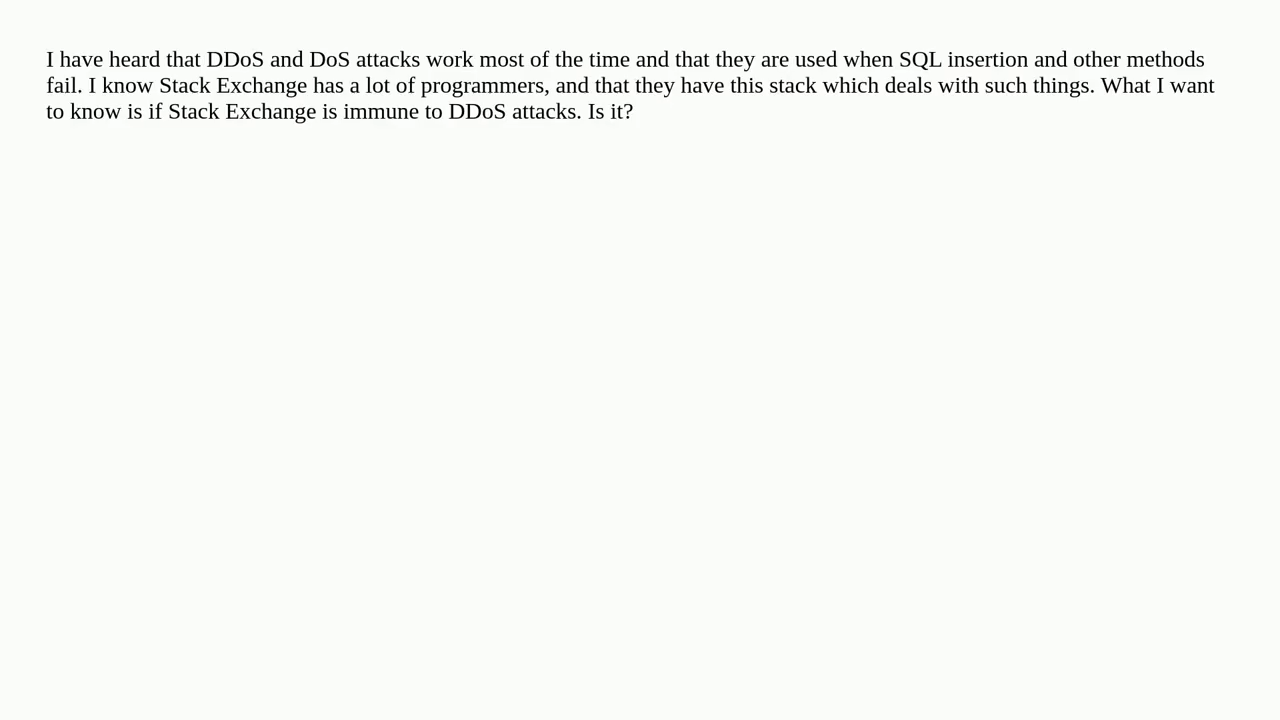 I have heard that DDoS and DoS attacks work most of the time and that they are used when SQL insertion and other methods
fail. I know Stack Exchange has a lot of programmers, and that they have this stack which deals with such things. What I want
to know is if Stack Exchange is immune to DDoS attacks. Is it?